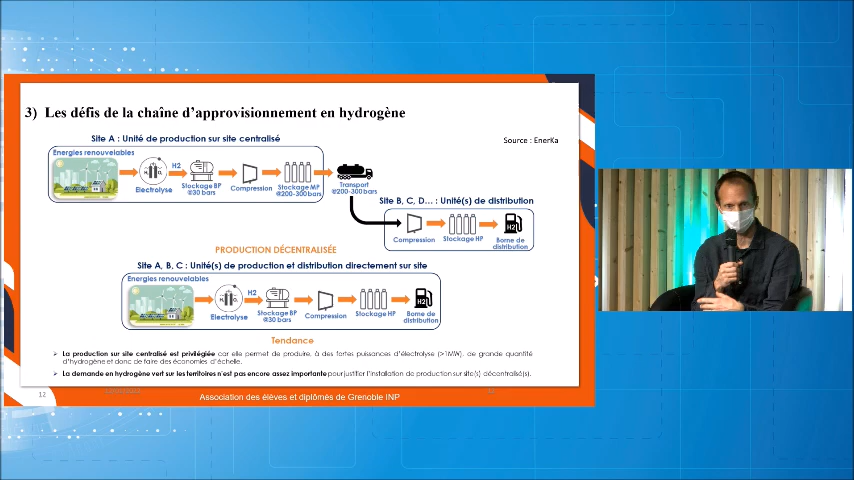 3) Les défis de la chaîne d'approvisionnement en hydrogène
Site A : Unité de production sur site centralisé
Source : EnerKa
Energies renouvelables
H2
Electrolyse
Stockage BP
@30 bars
Compression
Stockage MP
@200-300bars
Transport
@200-300bars
Site B, C, D... : Unité(s) de distribution
Compression
Stockage HP
H2
Borne de
distribution
PRODUCTION DÉCENTRALISÉE
Site A, B, C : Unité(s) de production et distribution directement sur site
Energies renouvelables
H2
Electrolyse
Stockage BP
@30 bars
Compression
Stockage HP
H2
Borne de
distribution
Tendance
➢ La production sur site centralisé est privilégiée car elle permet de produire, à des fortes puissances d'électrolyse (>1MW), de grande quantité
d'hydrogène et donc de faire des économies d'échelle.
➢ La demande en hydrogène vert sur les territoires n'est pas encore assez importante pour justifier l'installation de production sur site(s) décentralisé(s).
12
Association des élèves et diplômés de Grenoble INP